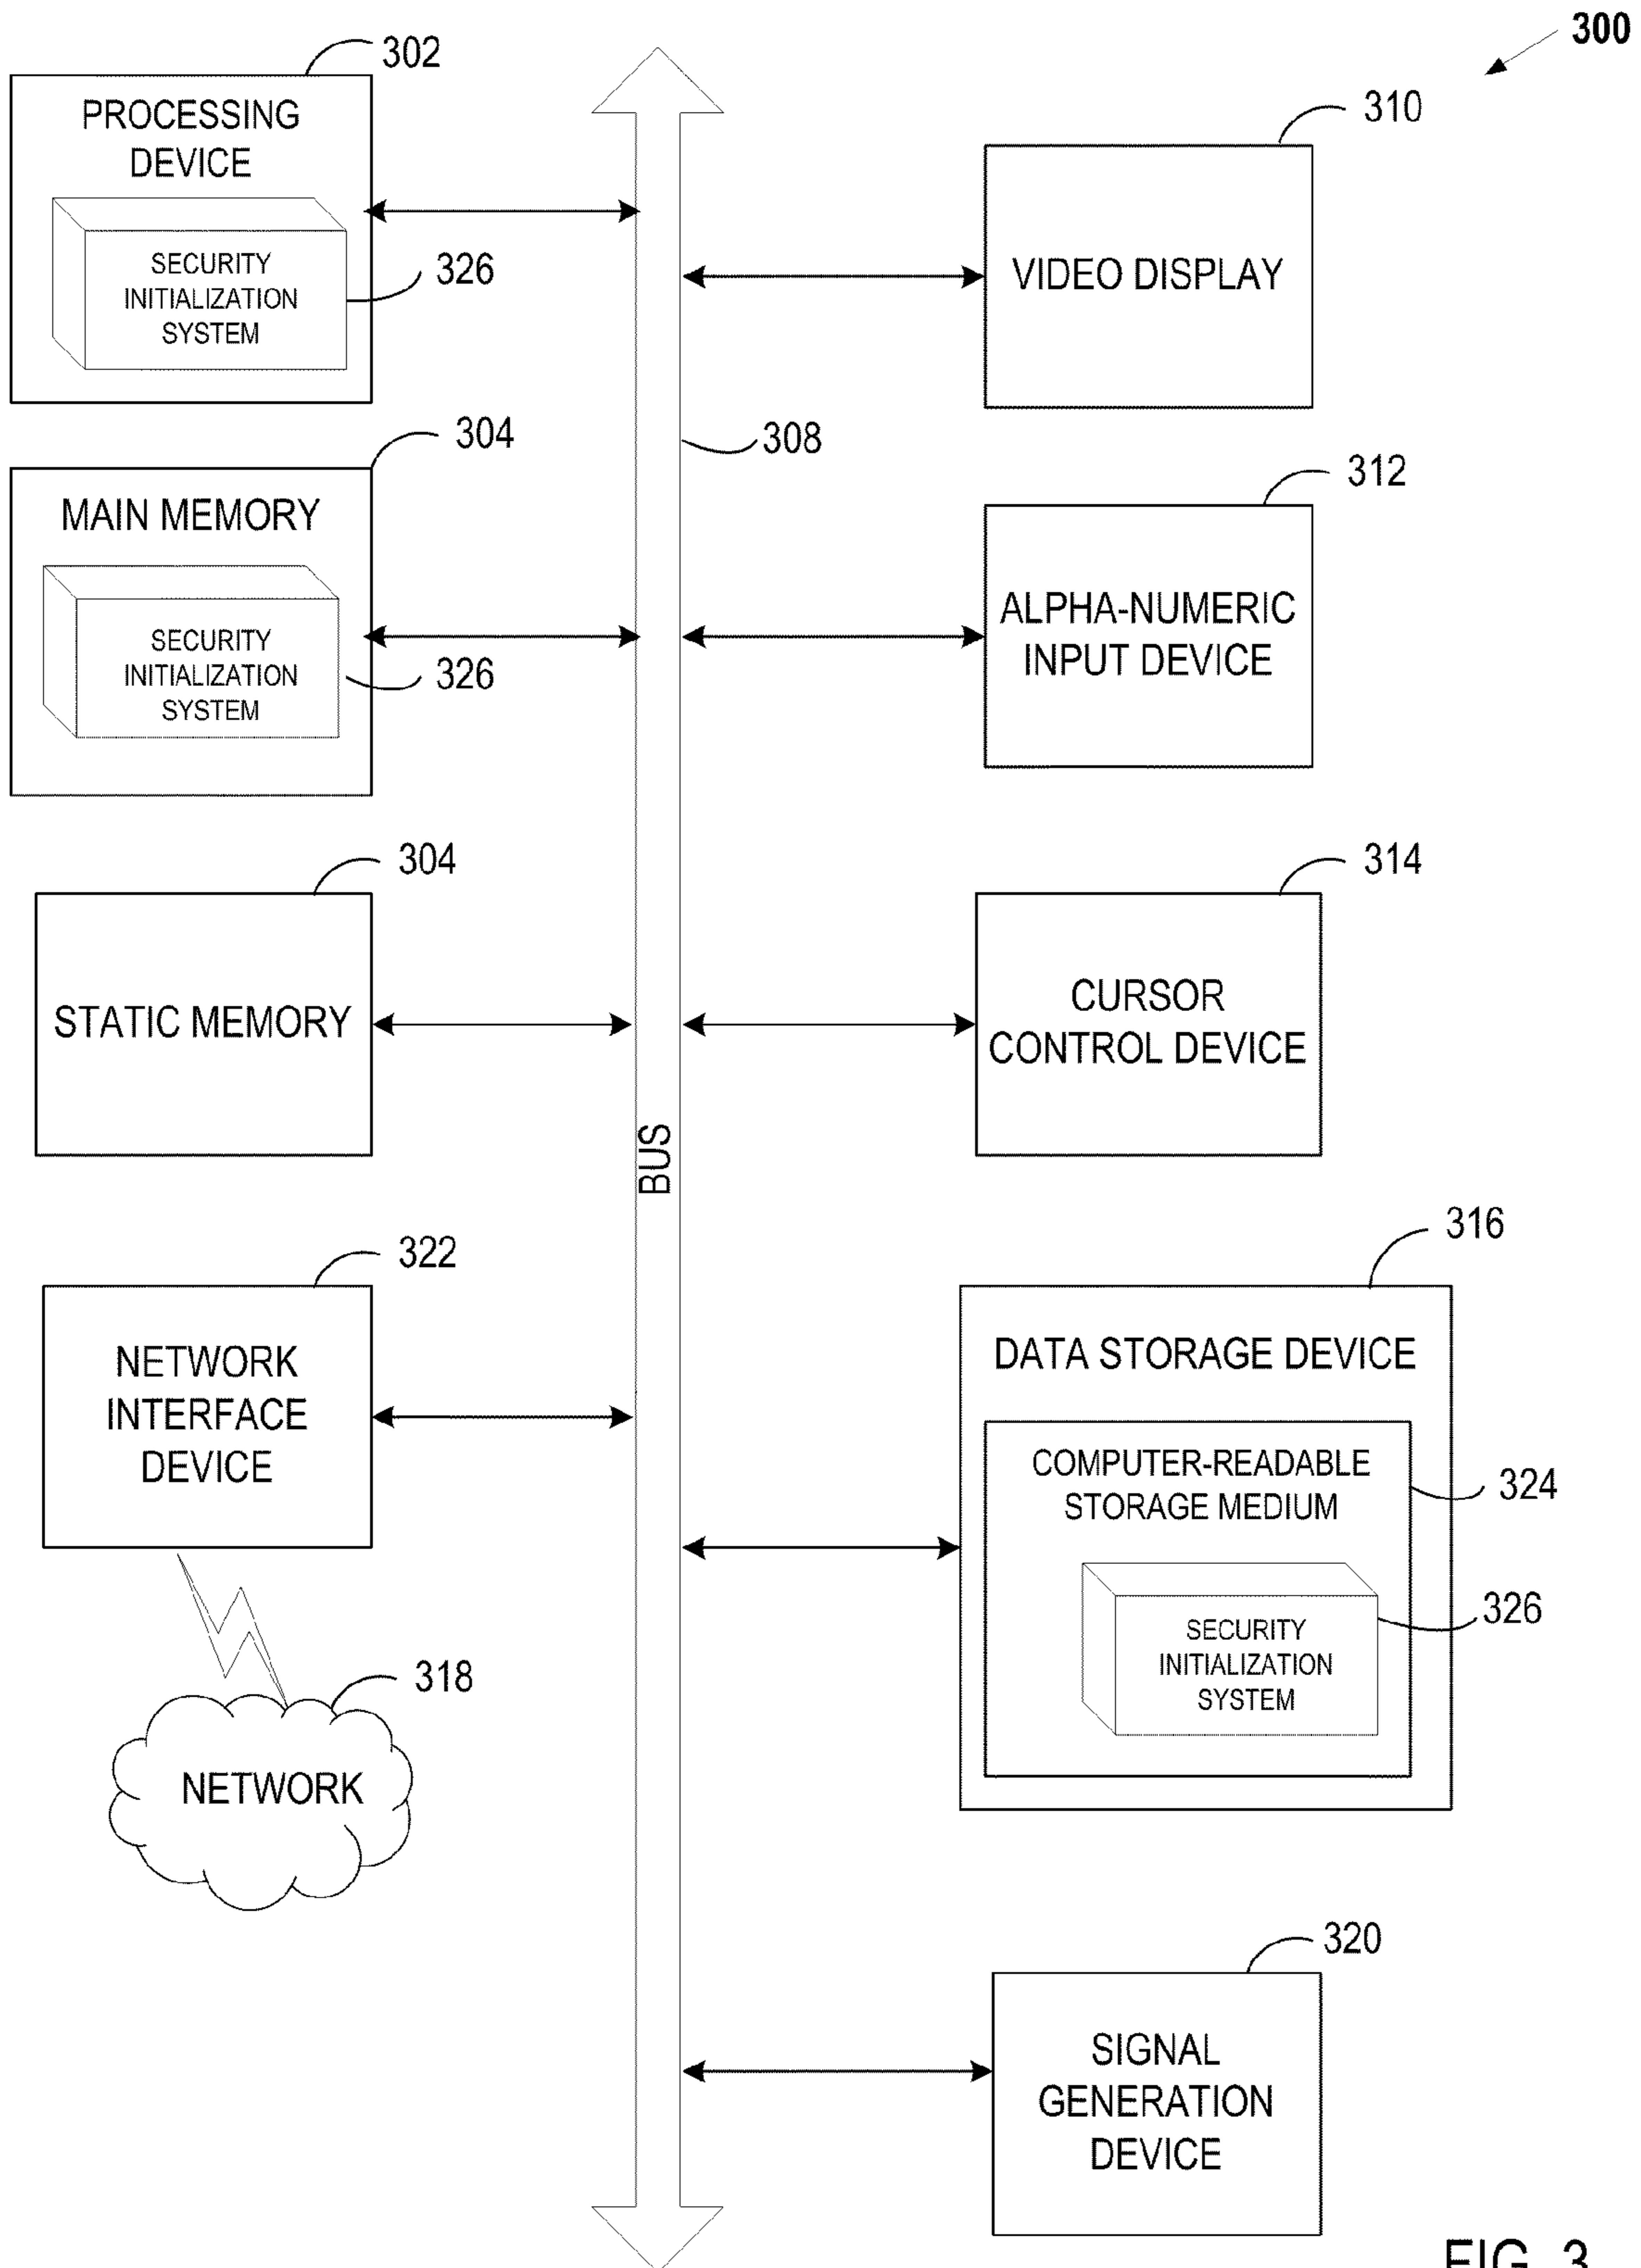 300
302
PROCESSING
DEVICE
SECURITY
INITIALIZATION
SYSTEM
326
304
MAIN MEMORY
SECURITY
INITIALIZATION
SYSTEM
326
304
STATIC MEMORY
322
NETWORK
INTERFACE
DEVICE
318
NETWORK
308
BUS
310
VIDEO DISPLAY
312
ALPHA-NUMERIC
INPUT DEVICE
314
CURSOR
CONTROL DEVICE
316
DATA STORAGE DEVICE
COMPUTER-READABLE
STORAGE MEDIUM
324
SECURITY
INITIALIZATION
SYSTEM
326
320
SIGNAL
GENERATION
DEVICE
FIG. 3